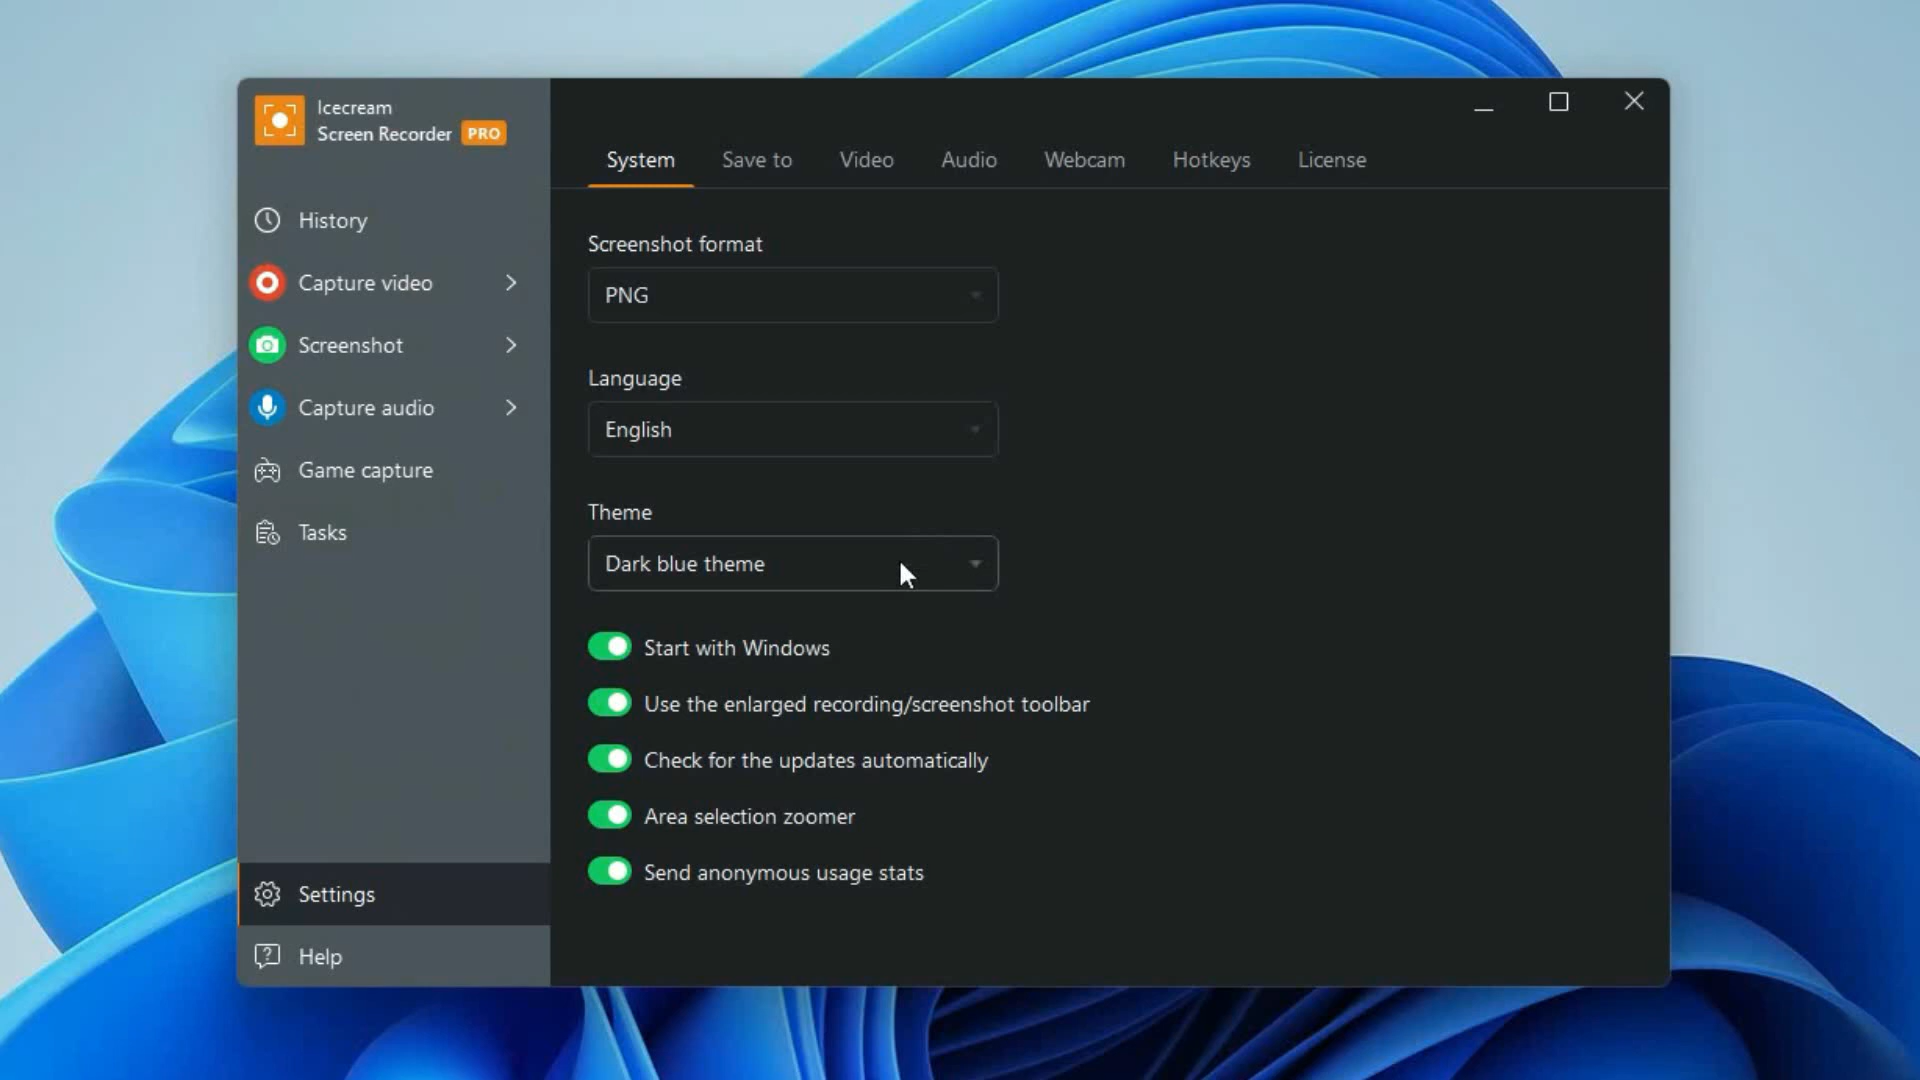 Icecream
Screen Recorder PRO
History
Capture video
Screenshot
Capture audio
Game capture
Tasks
Settings
Help
System Save to Video Audio Webcam Hotkeys License
Screenshot format
PNG
Language
English
Theme
Dark blue theme
Start with Windows
Use the enlarged recording/screenshot toolbar
Check for the updates automatically
Area selection zoomer
Send anonymous usage stats